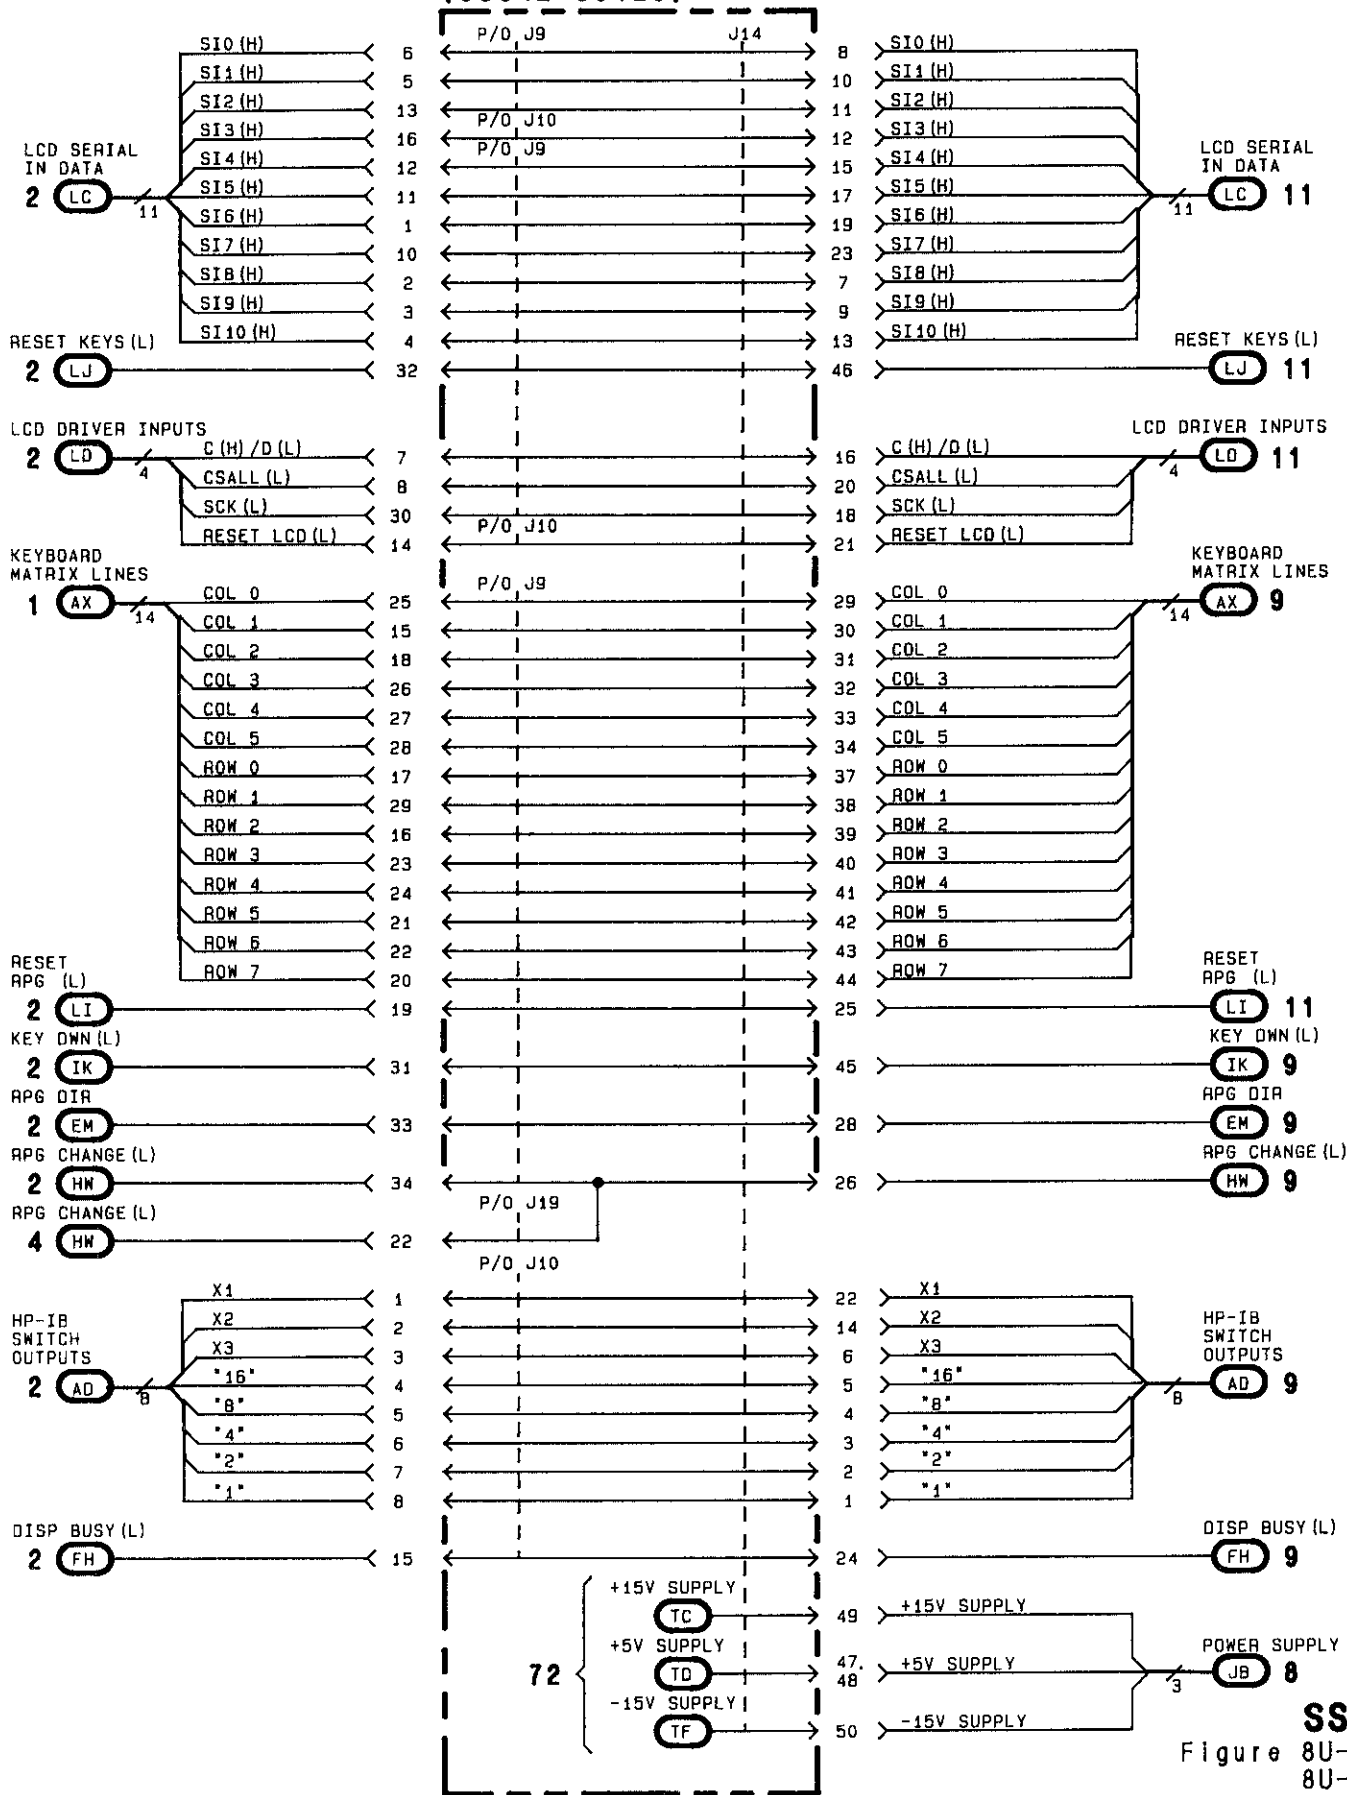 P/O J9 J14
SI0(H) 6 8 SI0(H)
SI1(H) 5 10 SI1(H)
SI2(H) 13 11 SI2(H)
P/O J10
SI3(H) 16 12 SI3(H)
P/O J9
LCD SERIAL
IN DATA
SI4(H) 12 15 SI4(H)
LCD SERIAL
IN DATA
2 LC 11 SI5(H) 11 17 SI5(H) 11 LC 11
SI6(H) 1 19 SI6(H)
SI7(H) 10 23 SI7(H)
SI8(H) 2 7 SI8(H)
SI9(H) 3 9 SI9(H)
SI10(H) 4 13 SI10(H)
RESET KEYS(L) RESET KEYS(L)
2 LJ 32 46 LJ 11
LCD DRIVER INPUTS LCD DRIVER INPUTS
2 LD 4 C(H)/D(L) 7 16 C(H)/D(L) 4 LD 11
CSALL(L) 8 20 CSALL(L)
SCK(L) 30 18 SCK(L)
P/O J10
RESET LCD(L) 14 21 RESET LCD(L)
KEYBOARD
MATRIX LINES
KEYBOARD
MATRIX LINES
P/O J9
1 AX 14 COL 0 25 29 COL 0 14 AX 9
COL 1 15 30 COL 1
COL 2 18 31 COL 2
COL 3 26 32 COL 3
COL 4 27 33 COL 4
COL 5 28 34 COL 5
ROW 0 17 37 ROW 0
ROW 1 29 38 ROW 1
ROW 2 16 39 ROW 2
ROW 3 23 40 ROW 3
ROW 4 24 41 ROW 4
ROW 5 21 42 ROW 5
ROW 6 22 43 ROW 6
ROW 7 20 44 ROW 7
RESET
RPG (L)
RESET
RPG (L)
2 LI 19 25 LI 11
KEY DWN(L) KEY DWN(L)
2 IK 31 45 IK 9
RPG DIR RPG DIR
2 EM 33 28 EM 9
RPG CHANGE(L) RPG CHANGE(L)
2 HW 34 26 HW 9
P/O J19
RPG CHANGE(L)
4 HW 22
P/O J10
X1 1 22 X1
HP-IB
SWITCH
OUTPUTS
HP-IB
SWITCH
OUTPUTS
X2 2 14 X2
X3 3 6 X3
2 AD 8 "16" 4 5 "16" 8 AD 9
"8" 5 4 "8"
"4" 6 3 "4"
"2" 7 2 "2"
"1" 8 1 "1"
DISP BUSY(L) DISP BUSY(L)
2 FH 15 24 FH 9
+15V SUPPLY
TC 49 +15V SUPPLY
+5V SUPPLY POWER SUPPLY
72 TD 47, 48 +5V SUPPLY 3 JB 8
-15V SUPPLY
TF 50 -15V SUPPLY
SS
Figure 8U-
8U-